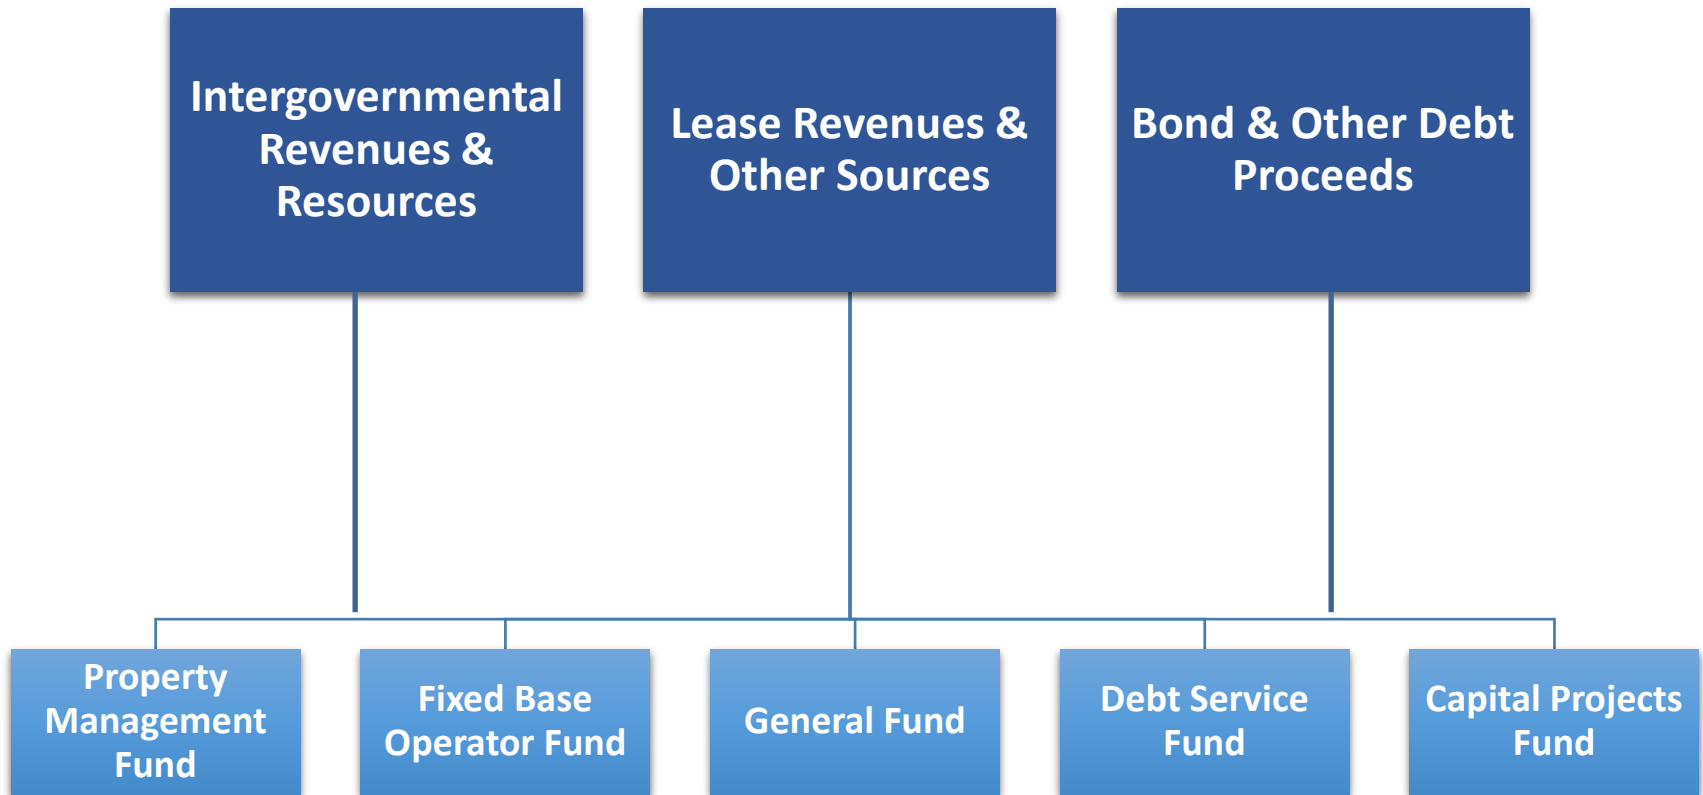 Intergovernmental
Revenues &
Resources
Lease Revenues &
Other Sources
Bond & Other Debt
Proceeds
Property
Management
Fund
Fixed Base
Operator Fund
General Fund
Debt Service
Fund
Capital Projects
Fund